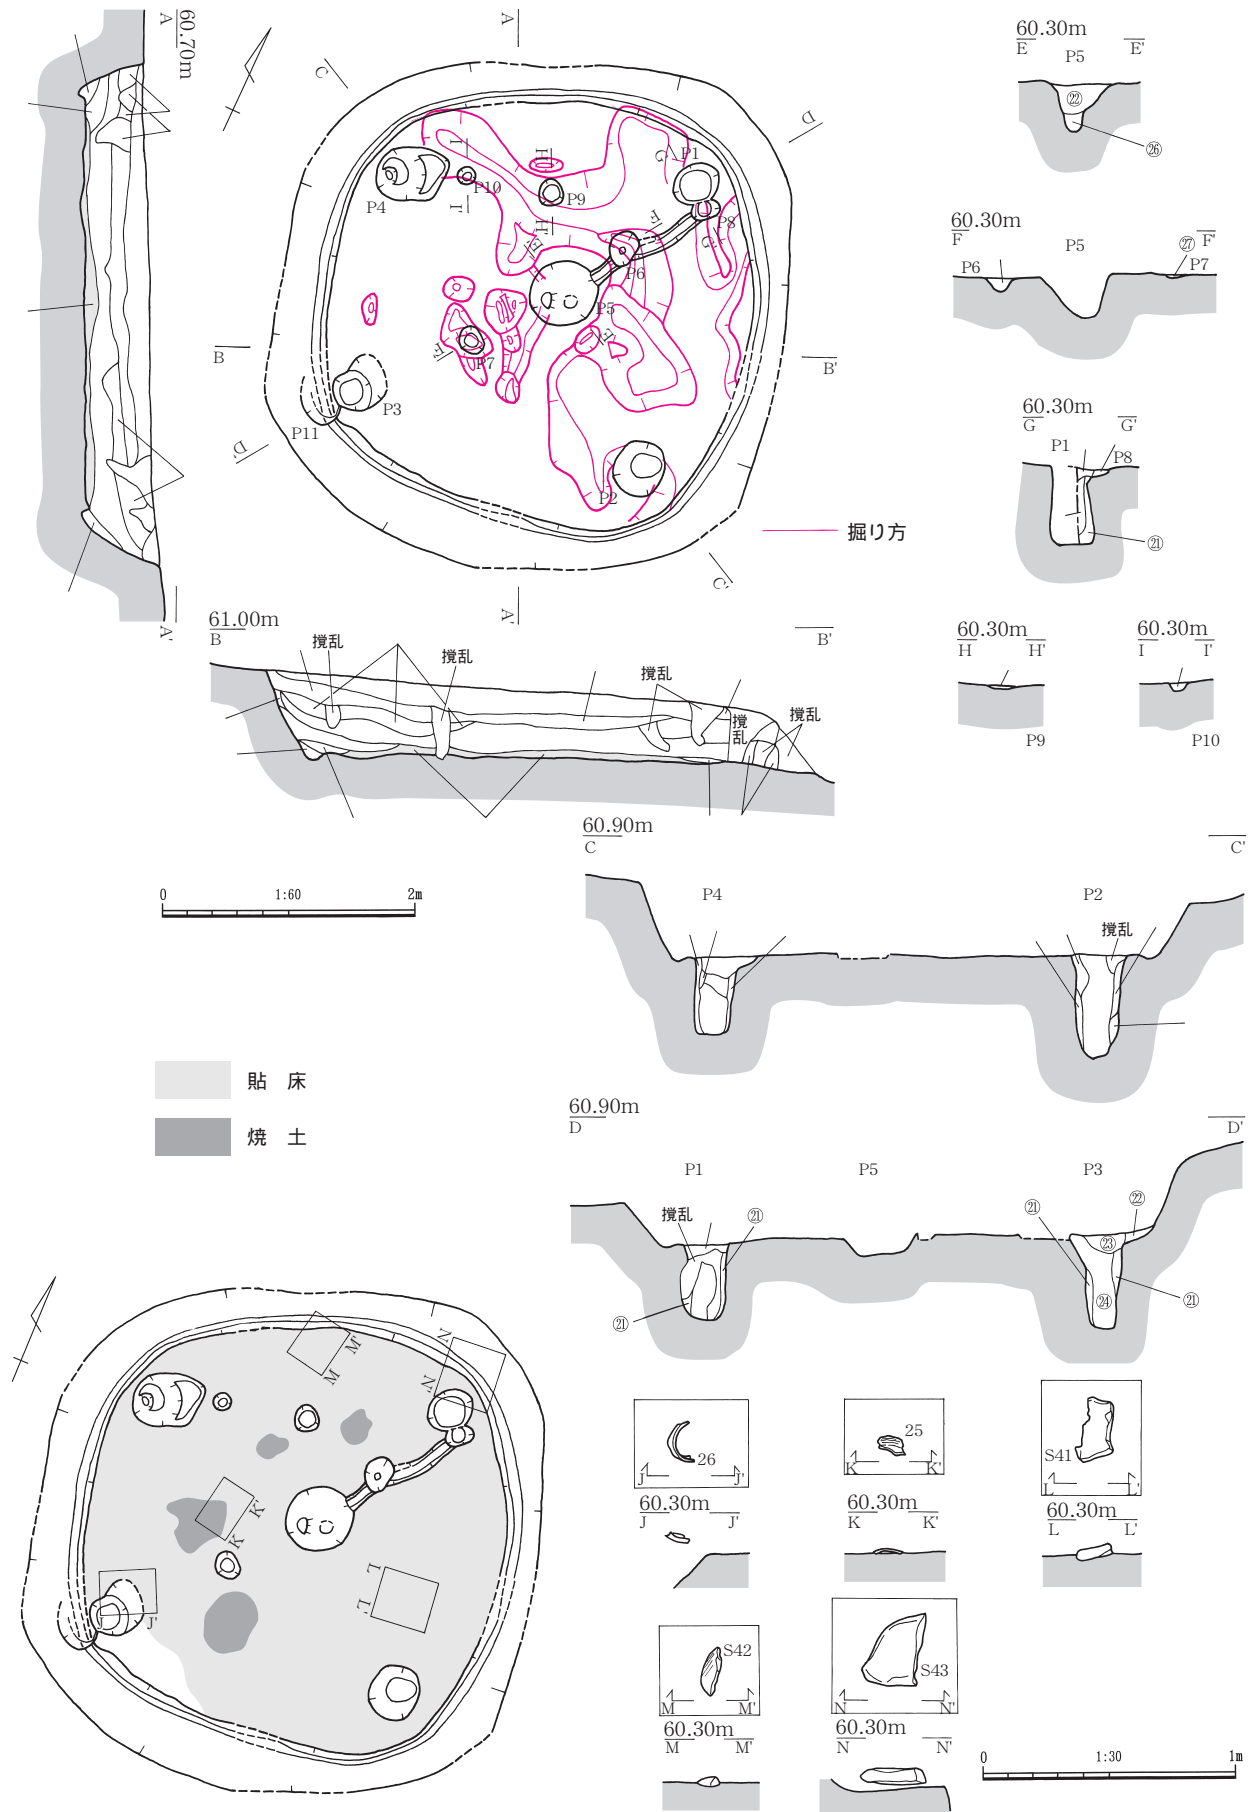 60.70m
A
A'
A
A'
B
B'
C
C'
D
D'
P4
P10
P9
P1
P8
P6
P5
P7
P3
P11
P2
I
I'
H
H'
G
G'
F
F'
E
E'
掘り方
60.30m
E E'
P5
㉒
㉖
60.30m
F F'
P6 P5 ㉗ P7
60.30m
G G'
P1 P8
㉑
60.30m
H H'
P9
60.30m
I I'
P10
61.00m
B B'
撹乱 撹乱 撹乱 撹乱 撹乱
60.90m
C C'
P4 P2
撹乱
0 1:60 2m
貼 床
焼 土
60.90m
D D'
P1 P5 P3
撹乱 ㉑ ㉑ ㉒
㉓
㉑ ㉔ ㉑
M M'
N N'
K K'
L L'
J J'
26
J J'
60.30m
J J'
25
K K'
60.30m
K K'
S41
L L'
60.30m
L L'
S42
M M'
60.30m
M M'
S43
N N'
60.30m
N N'
0 1:30 1m